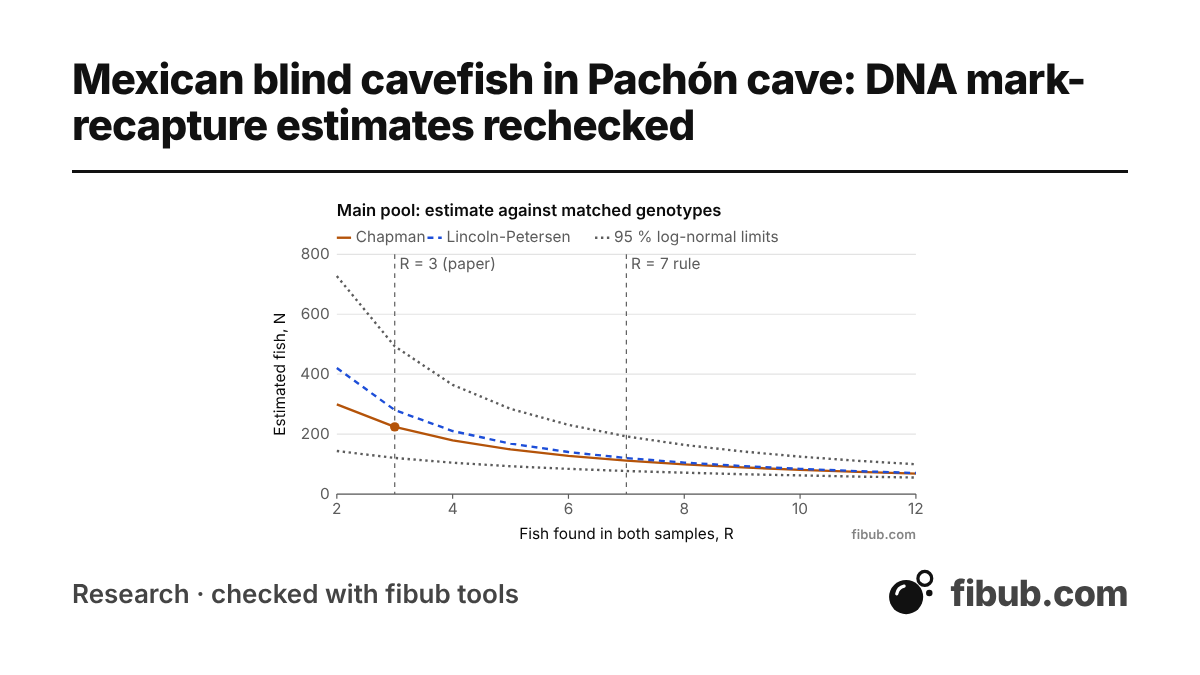 Mexican blind cavefish in Pachón cave: DNA mark-
recapture estimates rechecked
Main pool: estimate against matched genotypes
Chapman Lincoln-Petersen 95 % log-normal limits
800
R = 3 (paper) R = 7 rule
600
400
200
0
Estimated fish, N
2 4 6 8 10 12
Fish found in both samples, R
fibub.com
Research · checked with fibub tools
fibub.com